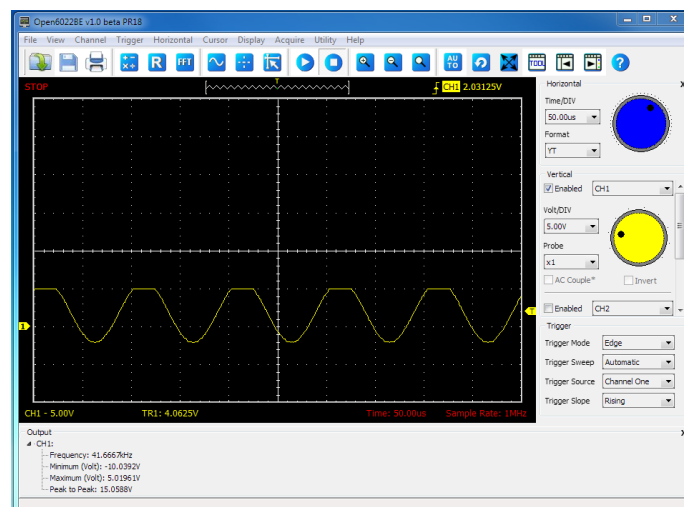 Open6022BE v1.0 beta PR18
File View Channel Trigger Horizontal Cursor Display Acquire Utility Help
R FFT AU TO TOOL ?
STOP T CH1 2.03125V
1
T
CH1 - 5.00V TR1: 4.0625V Time: 50.00us Sample Rate: 1MHz
Horizontal
Time/DIV
50.00us
Format
YT
Vertical
Enabled CH1
Volt/DIV
5.00V
Probe
x1
AC Couple* Invert
Enabled CH2
Trigger
Trigger Mode Edge
Trigger Sweep Automatic
Trigger Source Channel One
Trigger Slope Rising
Output
CH1:
Frequency: 41.6667kHz
Minimum (Volt): -10.0392V
Maximum (Volt): 5.01961V
Peak to Peak: 15.0588V